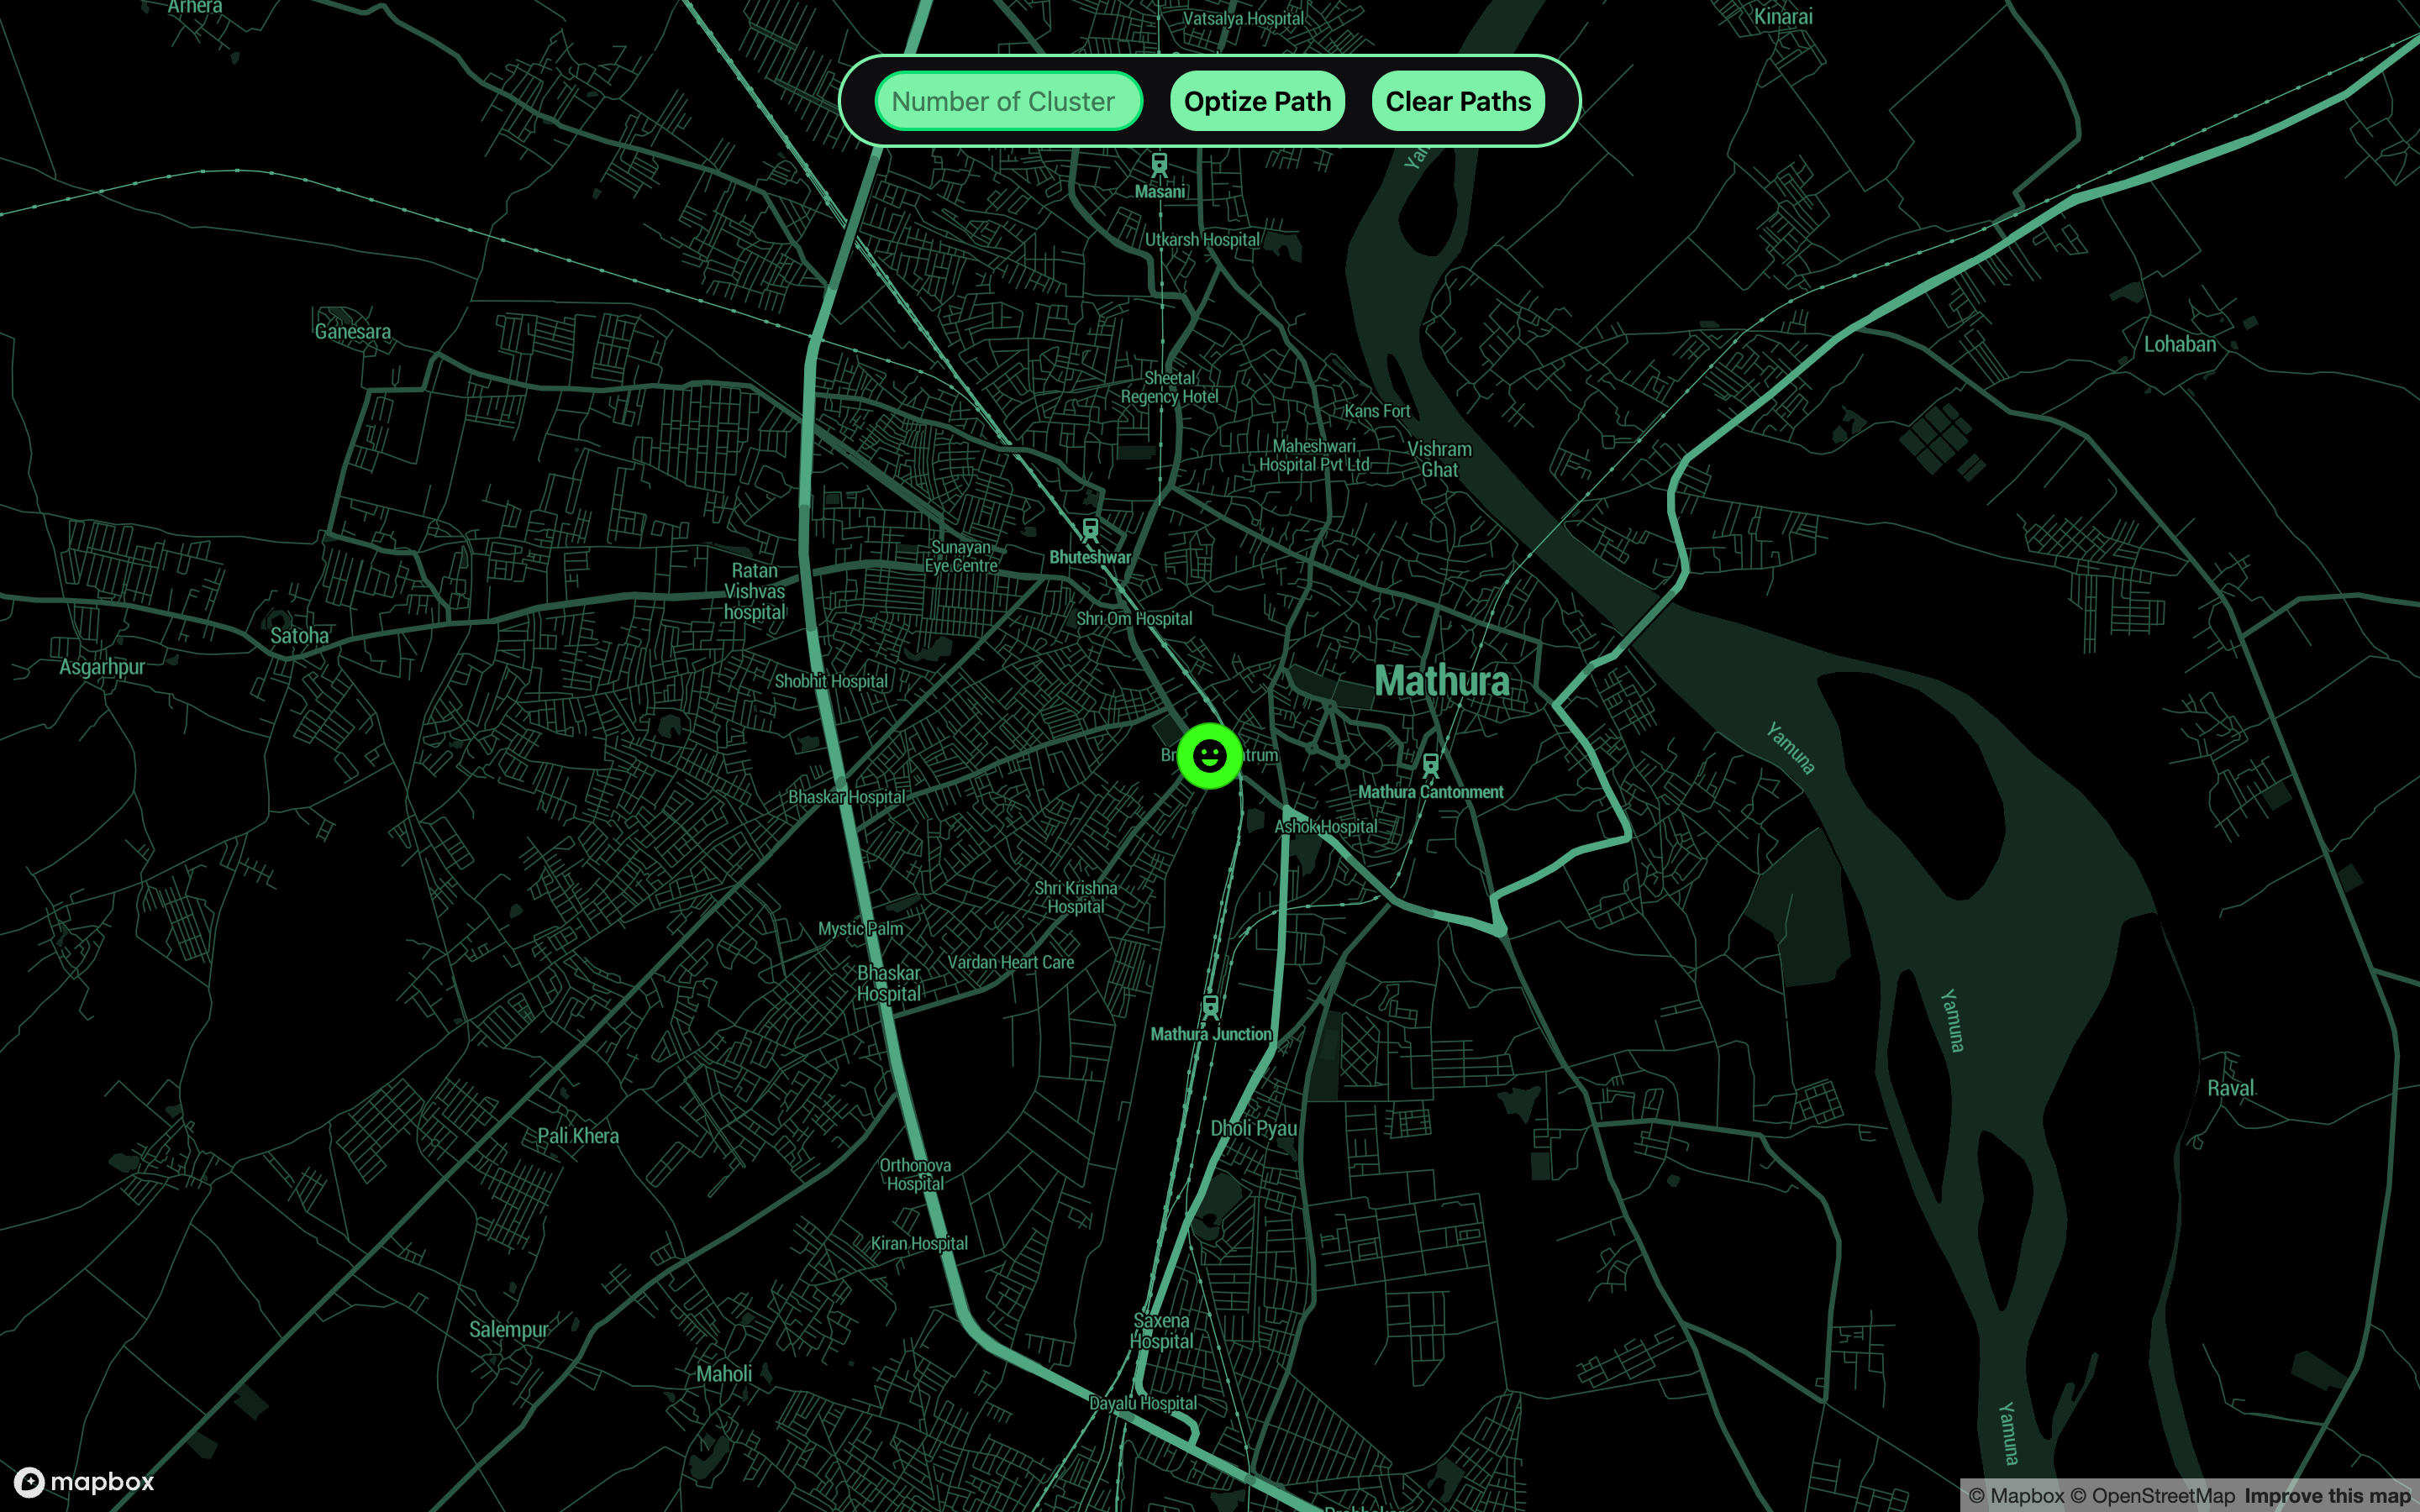 Arhera
Vatsalya Hospital
Kinarai
Number of Cluster
Optize Path
Clear Paths
Masani
Utkarsh Hospital
Ganesara
Lohaban
Sheetal
Regency Hotel
Kans Fort
Maheshwari
Hospital Pvt Ltd
Vishram
Ghat
Bhuteshwar
Sunayan
Eye Centre
Ratan
Vishvas
hospital
Shri Om Hospital
Satoha
Asgarhpur
Shobhit Hospital
Mathura
Yamuna
Mathura Cantonment
Bhaskar Hospital
Ashok Hospital
Shri Krishna
Hospital
Mystic Palm
Vardan Heart Care
Bhaskar
Hospital
Yamuna
Mathura Junction
Raval
Dholi Pyau
Pali Khera
Orthonova
Hospital
Kiran Hospital
Salempur
Saxena
Hospital
Maholi
Dayalu Hospital
Yamuna
mapbox
© Mapbox © OpenStreetMap Improve this map